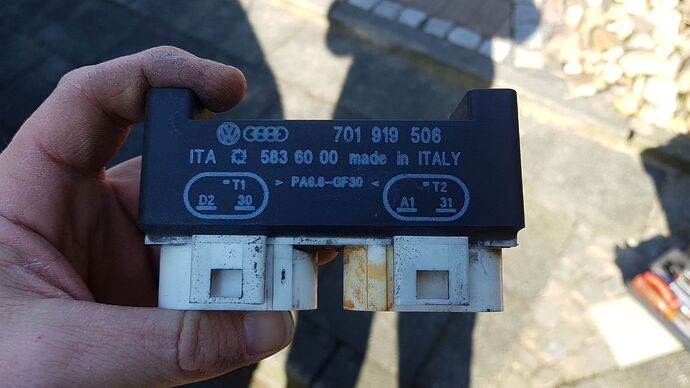 701 919 506
ITA 583 60 00 made in ITALY
T1
D2 30
> PA6.6-GF30 <
T2
A1 31